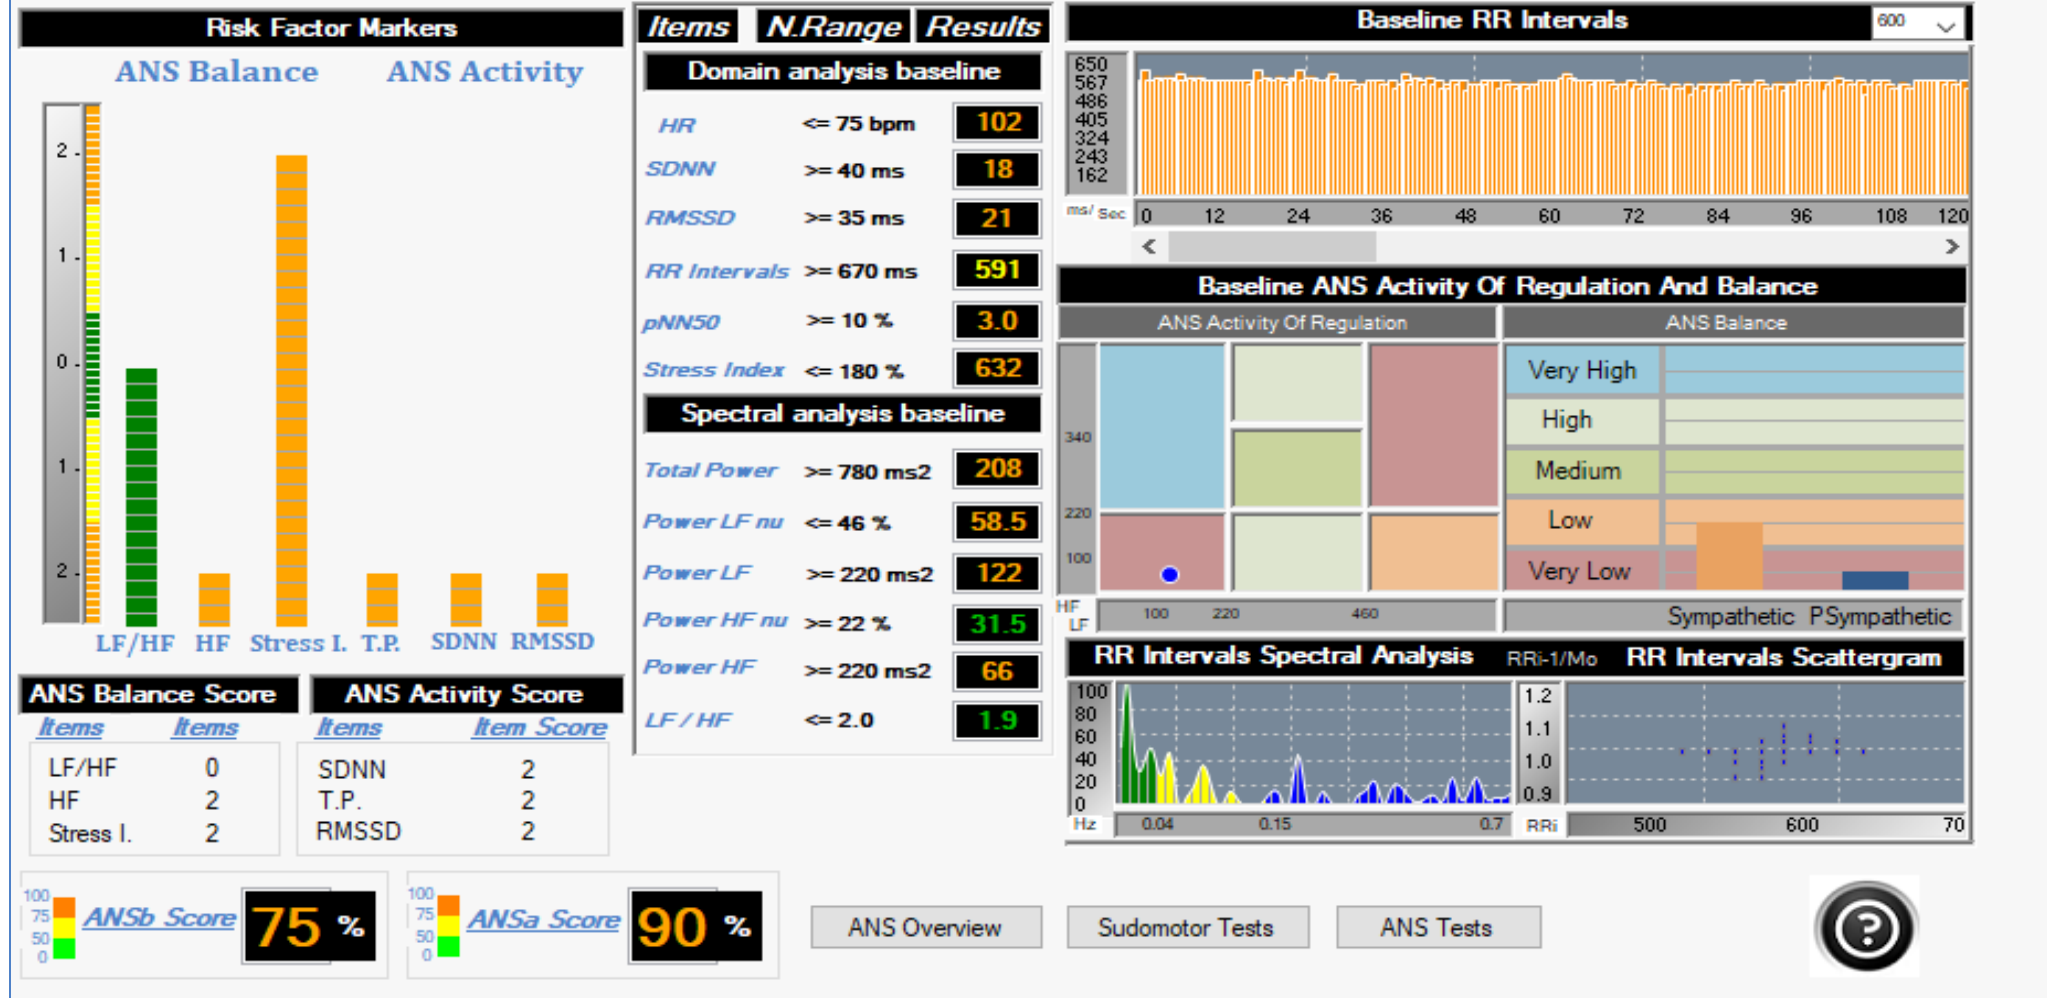 Risk Factor Markers
ANS Balance ANS Activity
2
1
0
1
2
LF/HF HF Stress I. T.P. SDNN RMSSD
ANS Balance Score
Items Items
LF/HF 0
HF 2
Stress I. 2
ANS Activity Score
Items Item Score
SDNN 2
T.P. 2
RMSSD 2
100
75
50
0
ANSb Score 75 %
100
75
50
0
ANSa Score 90 %
Items N.Range Results
Domain analysis baseline
HR <= 75 bpm 102
SDNN >= 40 ms 18
RMSSD >= 35 ms 21
RR Intervals >= 670 ms 591
pNN50 >= 10 % 3.0
Stress Index <= 180 % 632
Spectral analysis baseline
Total Power >= 780 ms2 208
Power LF nu <= 46 % 58.5
Power LF >= 220 ms2 122
Power HF nu >= 22 % 31.5
Power HF >= 220 ms2 66
LF / HF <= 2.0 1.9
Baseline RR Intervals 600
650
567
486
405
324
243
162
ms/ Sec 0 12 24 36 48 60 72 84 96 108 120
< >
Baseline ANS Activity Of Regulation And Balance
ANS Activity Of Regulation
340
220
100
HF
LF 100 220 460
ANS Balance
Very High
High
Medium
Low
Very Low
Sympathetic PSympathetic
RR Intervals Spectral Analysis
100
80
60
40
20
0
Hz 0.04 0.15 0.7
RRi-1/Mo RR Intervals Scattergram
1.2
1.1
1.0
0.9
RRi 500 600 70
ANS Overview Sudomotor Tests ANS Tests
?